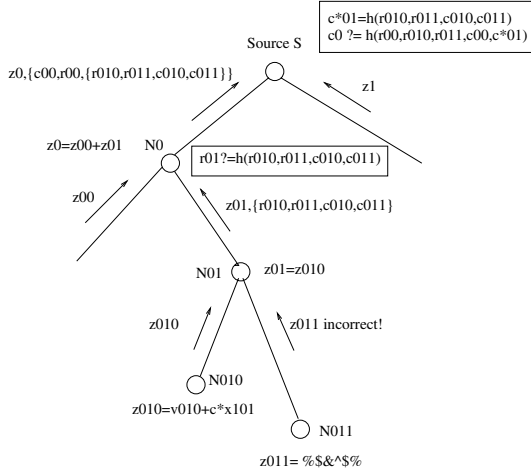 c*01=h(r010,r011,c010,c011)
c0 ?= h(r00,r010,r011,c00,c*01)
Source S
z0,{c00,r00,{r010,r011,c010,c011}}
z1
z0=z00+z01
N0
r01?=h(r010,r011,c010,c011)
z00
z01,{r010,r011,c010,c011}
N01
z01=z010
z010
z011 incorrect!
N010
z010=v010+c*x101
N011
z011= %$&^$%